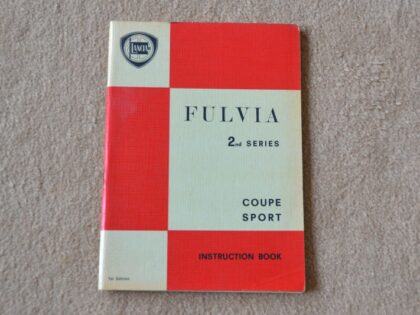 LANCIA
FULVIA
2nd SERIES
COUPE
SPORT
INSTRUCTION BOOK
1st Edition